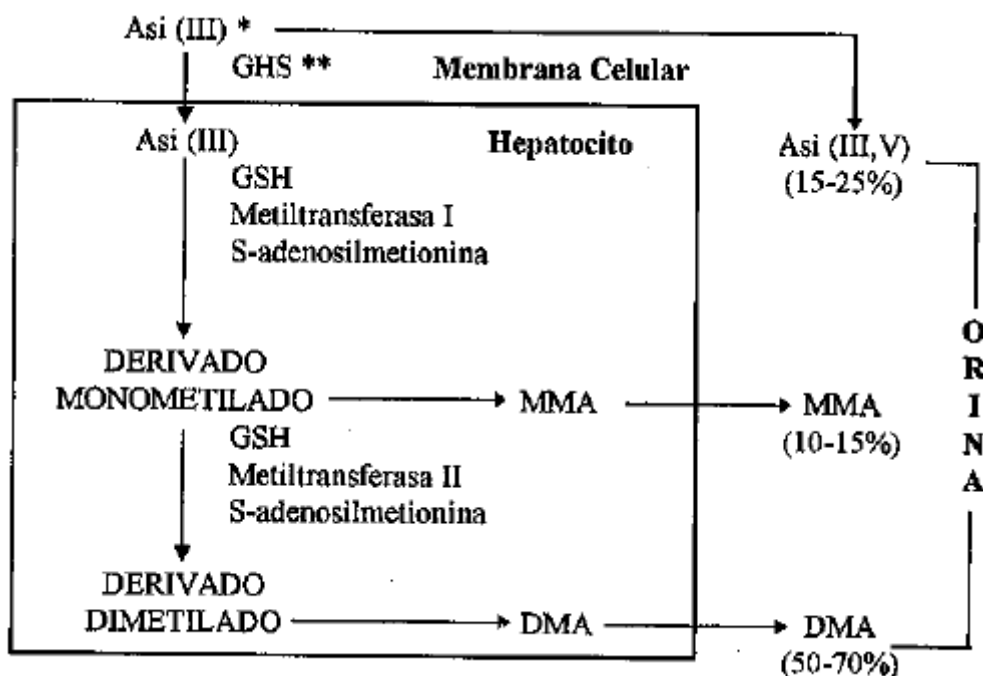 Asi (III) *
GHS ** Membrana Celular
Asi (III) Hepatocito
GSH
Metiltransferasa I
S-adenosilmetionina
Asi (III,V)
(15-25%)
DERIVADO
MONOMETILADO MMA MMA
(10-15%)
GSH
Metiltransferasa II
S-adenosilmetionina
DERIVADO
DIMETILADO DMA DMA
(50-70%)
ORINA